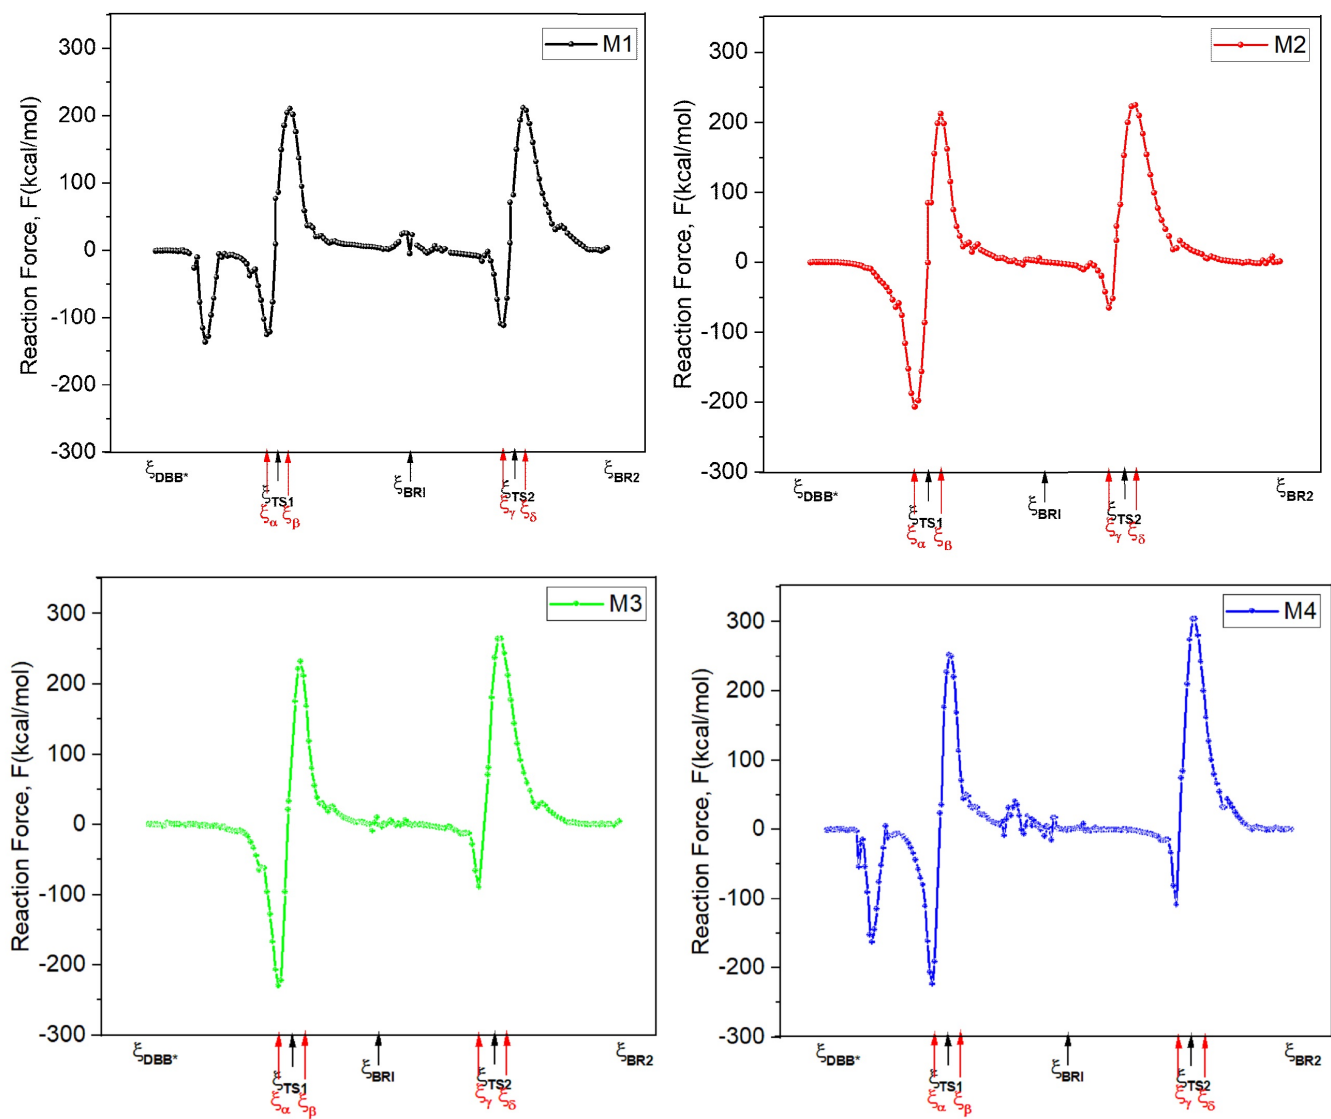 M1
Reaction Force, F(kcal/mol)
300
200
100
0
-100
-200
-300
ξDBB*
ξTS1
ξα ξβ
ξBRI
ξTS2
ξγ ξδ
ξBR2
M2
Reaction Force, F(kcal/mol)
300
200
100
0
-100
-200
-300
ξDBB*
ξTS1
ξα ξβ
ξBRI
ξTS2
ξγ ξδ
ξBR2
M3
Reaction Force, F(kcal/mol)
300
200
100
0
-100
-200
-300
ξDBB*
ξTS1
ξα ξβ
ξBRI
ξTS2
ξγ ξδ
ξBR2
M4
Reaction Force, F(kcal/mol)
300
200
100
0
-100
-200
-300
ξDBB*
ξTS1
ξα ξβ
ξBRI
ξTS2
ξγ ξδ
ξBR2